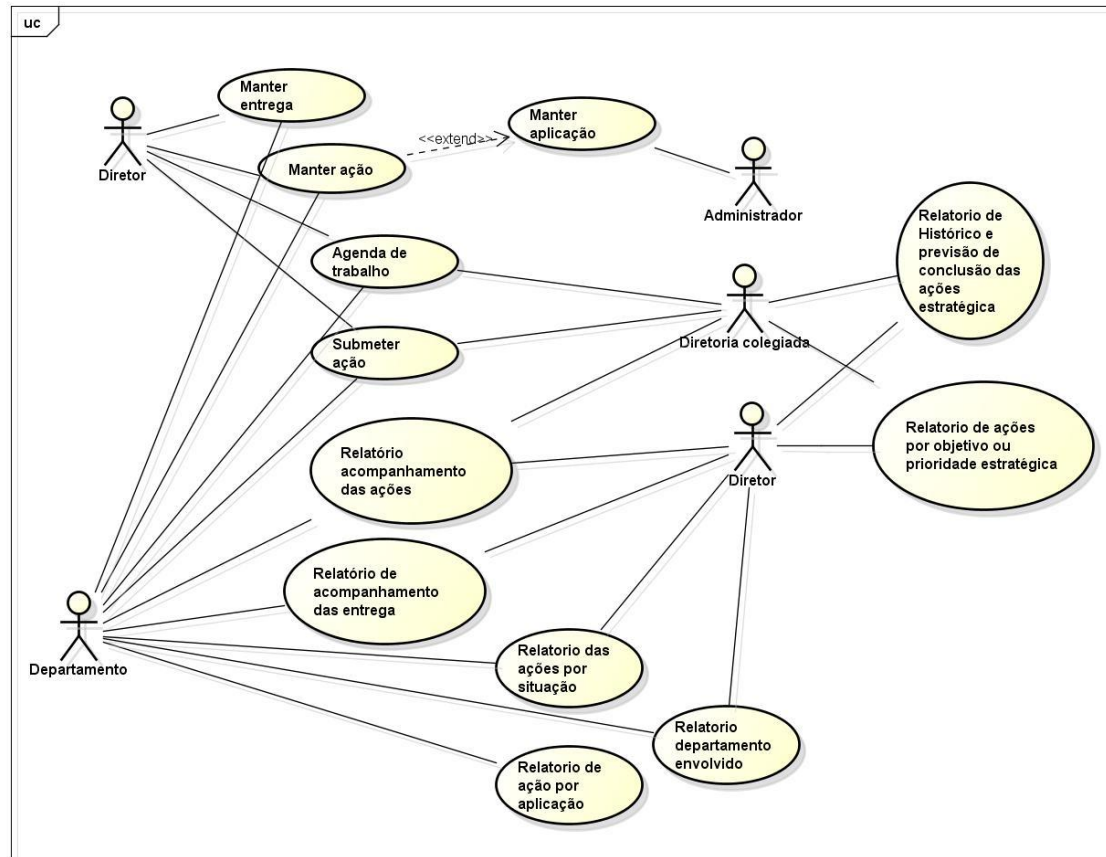 uc
Manter
entrega
Diretor
Manter ação
<<extend>>
Manter
aplicação
Administrador
Agenda de
trabalho
Submeter
ação
Diretoria colegiada
Relatorio de
Histórico e
previsão de
conclusão das
ações
estratégica
Relatório
acompanhamento
das ações
Diretor
Relatorio de ações
por objetivo ou
prioridade estratégica
Relatório de
acompanhamento
das entrega
Departamento
Relatorio das
ações por
situação
Relatorio
departamento
envolvido
Relatorio de
ação por
aplicação